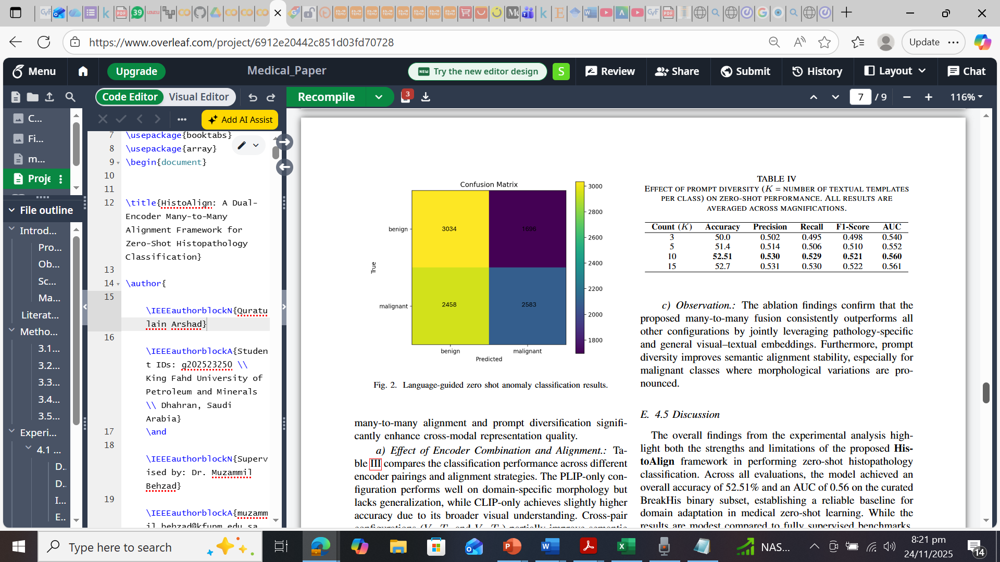 https://www.overleaf.com/project/6912e20442c851d03fd70728
Update
Menu
Upgrade
Medical_Paper
NEW Try the new editor design
S
Review
Share
Submit
History
Layout
Chat
Code Editor
Visual Editor
Recompile
3
7 / 9
116%
Add AI Assist
C...
Fi...
m...
Proje
File outline
Introd...
Pro...
Ob...
Sc...
Ma...
Literat...
Metho...
3.1...
3.2...
3.3...
3.4...
3.5...
Experi...
4.1 ...
D..
D..
I...
E..
7 \usepackage{booktabs}
8 \usepackage{array}
9 \begin{document}
10
11
12 \title{HistoAlign: A Dual-
Encoder Many-to-Many
Alignment Framework for
Zero-Shot Histopathology
Classification}
13
14 \author{
15
\IEEEauthorblockN{Quratu
lain Arshad}
16
\IEEEauthorblockA{Studen
t IDs: g202523250 \\
King Fahd University of
Petroleum and Minerals
\\ Dhahran, Saudi
Arabia}
17 \and
18
\IEEEauthorblockN{Superv
ised by: Dr. Muzammil
Behzad}
19
\IEEEauthorblockA{muzamm
il.behzad@kfupm.edu.sa
Confusion Matrix
True
benign
malignant
3034
1696
2458
2583
benign
malignant
Predicted
3000
2800
2600
2400
2200
2000
1800
Fig. 2. Language-guided zero shot anomaly classification results.
many-to-many alignment and prompt diversification signifi-
cantly enhance cross-modal representation quality.
a) Effect of Encoder Combination and Alignment.: Ta-
ble III compares the classification performance across different
encoder pairings and alignment strategies. The PLIP-only con-
figuration performs well on domain-specific morphology but
lacks generalization, while CLIP-only achieves slightly higher
accuracy due to its broader visual understanding. Cross-pair
TABLE IV
EFFECT OF PROMPT DIVERSITY (K = NUMBER OF TEXTUAL TEMPLATES
PER CLASS) ON ZERO-SHOT PERFORMANCE. ALL RESULTS ARE
AVERAGED ACROSS MAGNIFICATIONS.
Count (K) Accuracy Precision Recall F1-Score AUC
3 50.0 0.502 0.495 0.498 0.540
5 51.4 0.514 0.506 0.510 0.552
10 52.51 0.530 0.529 0.521 0.560
15 52.7 0.531 0.530 0.522 0.561
c) Observation.: The ablation findings confirm that the
proposed many-to-many fusion consistently outperforms all
other configurations by jointly leveraging pathology-specific
and general visual–textual embeddings. Furthermore, prompt
diversity improves semantic alignment stability, especially for
malignant classes where morphological variations are pro-
nounced.
E. 4.5 Discussion
The overall findings from the experimental analysis high-
light both the strengths and limitations of the proposed His-
toAlign framework in performing zero-shot histopathology
classification. Across all evaluations, the model achieved an
overall accuracy of 52.51% and an AUC of 0.56 on the curated
BreakHis binary subset, establishing a reliable baseline for
domain adaptation in medical zero-shot learning. While the
results are modest compared to fully supervised benchmarks,
Type here to search
NAS...
8:21 pm
24/11/2025
14